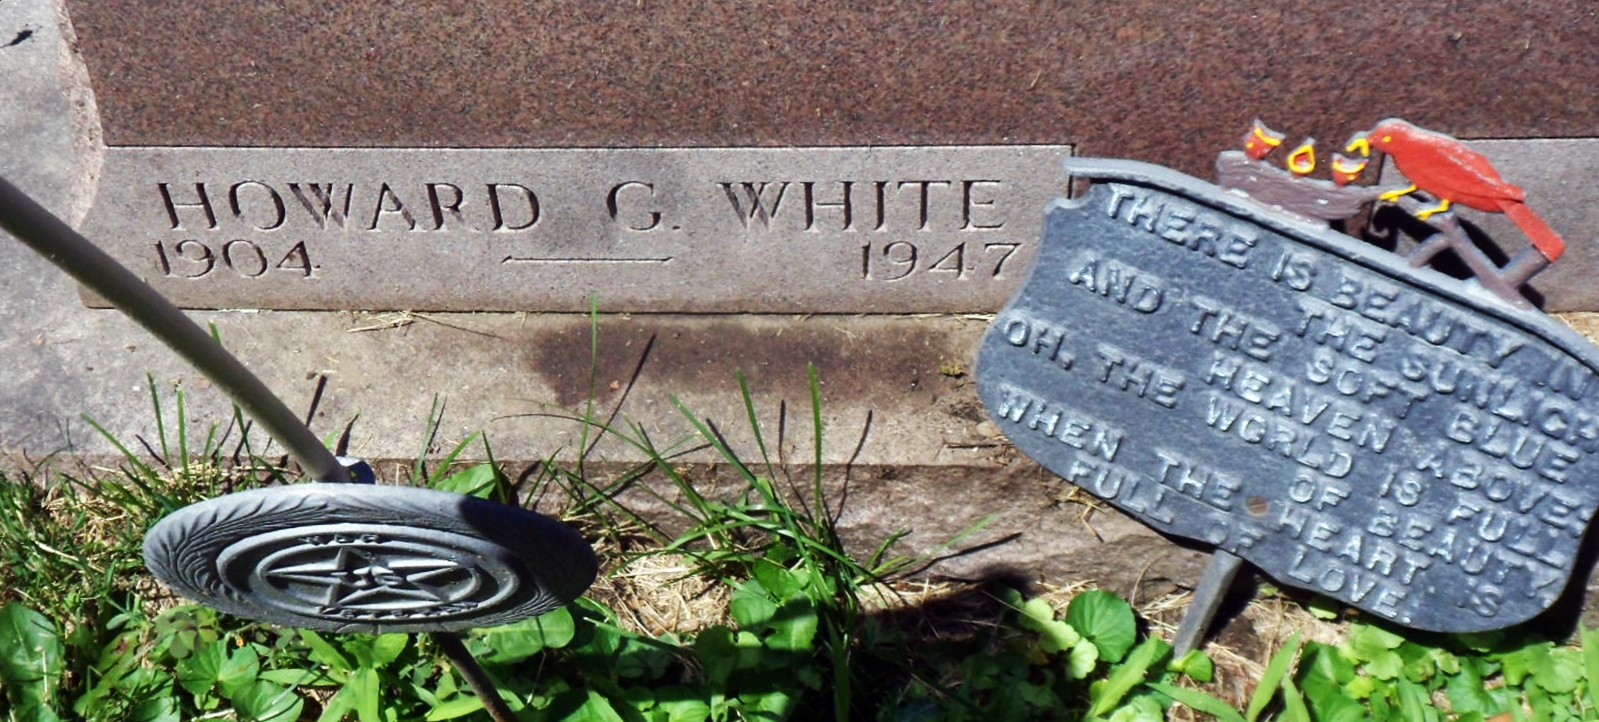 HOWARD G. WHITE
1904 — 1947
THERE IS BEAUTY IN
THE SUNLIGH
AND THE SOFT BLUE
HEAVEN ABOVE:
OH, THE WORLD IS FULL
OF BEAUTY
WHEN THE HEART IS
FULL OF LOVE.